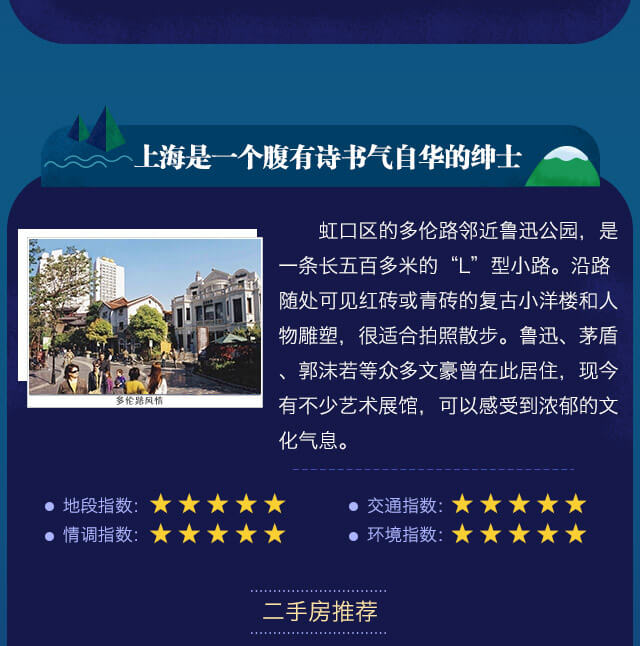 上海是一个腹有诗书气自华的绅士
虹口区的多伦路邻近鲁迅公园，是
一条长五百多米的“L”型小路。沿路
随处可见红砖或青砖的复古小洋楼和人
物雕塑，很适合拍照散步。鲁迅、茅盾
、郭沫若等众多文豪曾在此居住，现今
有不少艺术展馆，可以感受到浓郁的文
化气息。
多伦路风情
地段指数：
交通指数：
情调指数：
环境指数：
二手房推荐